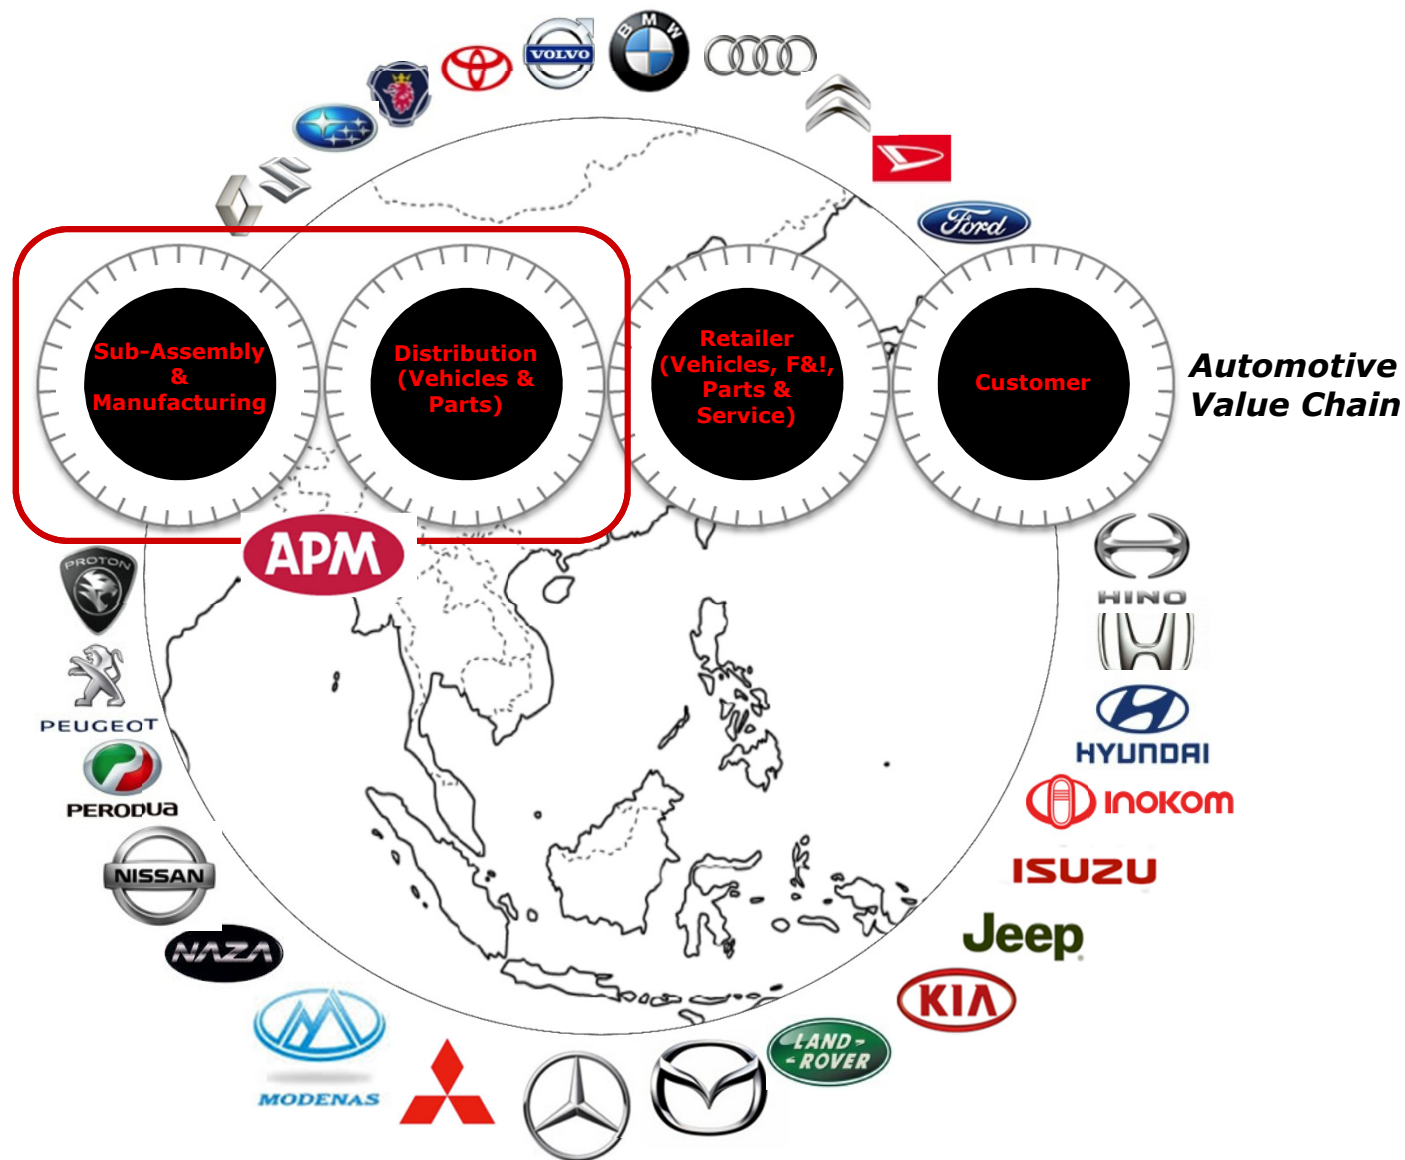 VOLVO
BMW
Ford
Sub-Assembly
&
Manufacturing
Distribution
(Vehicles &
Parts)
Retailer
(Vehicles, F&!,
Parts &
Service)
Customer
Automotive
Value Chain
APM
PROTON
HINO
PEUGEOT
HYUNDAI
PERODUA
INOKOM
NISSAN
ISUZU
NAZA
Jeep
KIA
MODENAS
LAND-
-ROVER